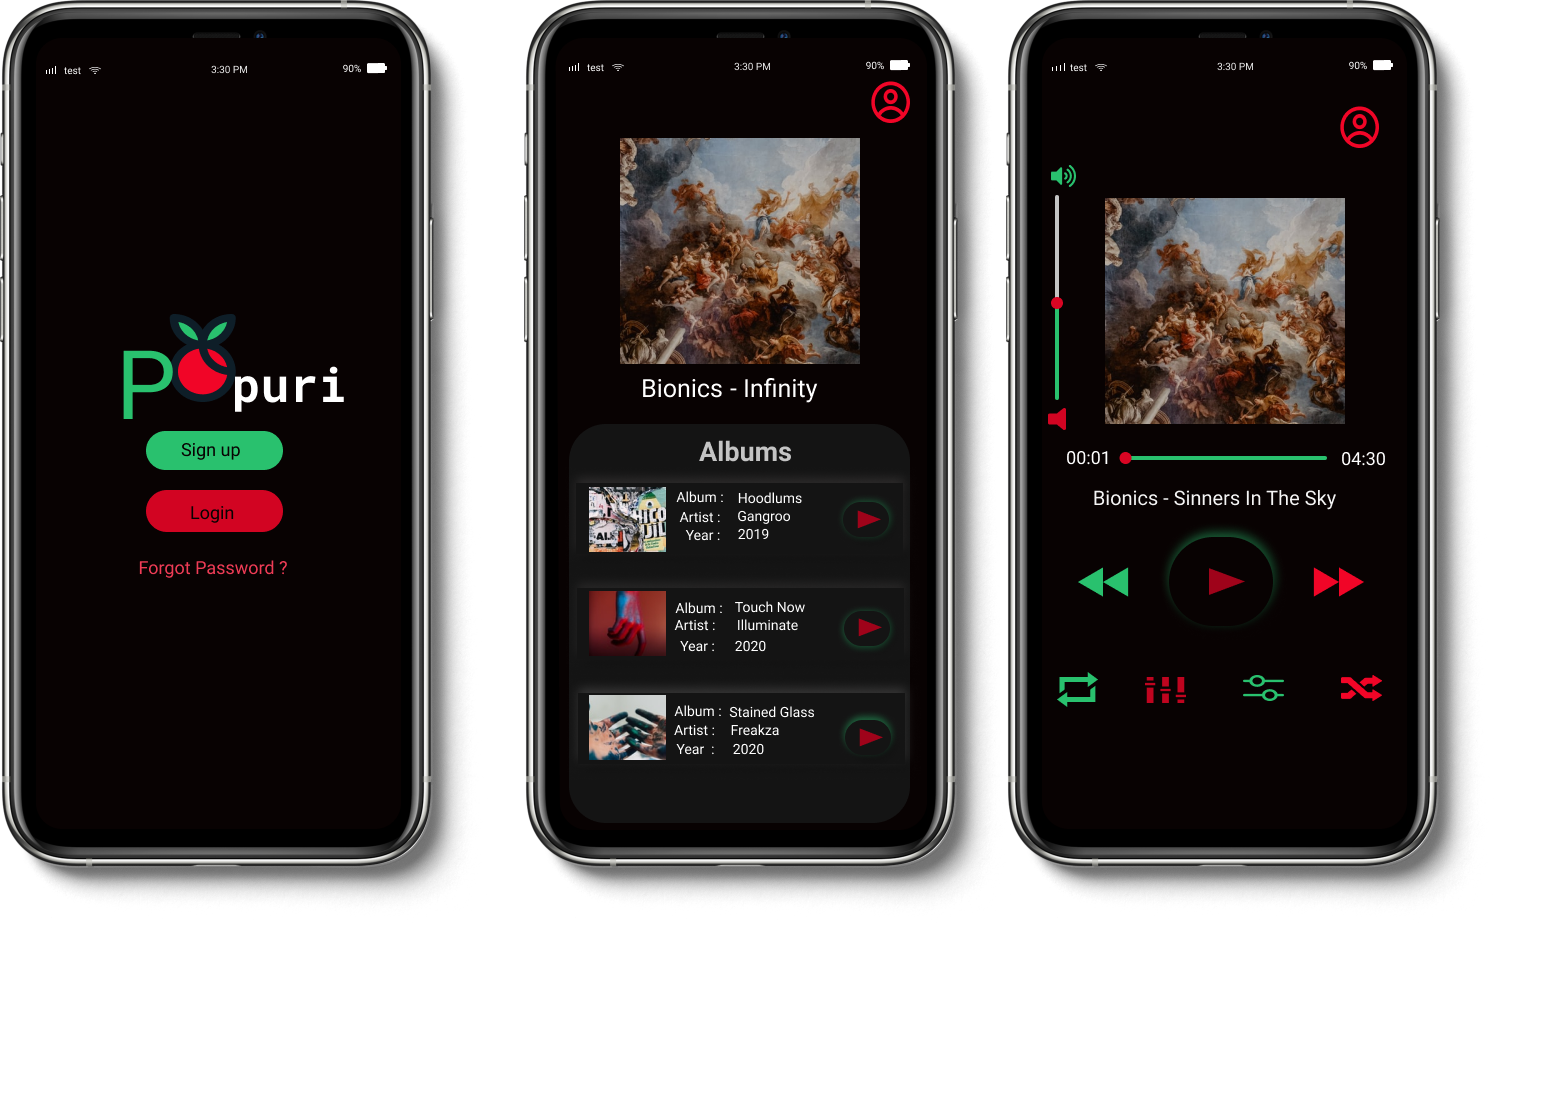 test 3:30 PM 90%
Popuri
Sign up
Login
Forgot Password ?
test 3:30 PM 90%
Bionics - Infinity
Albums
Album : Hoodlums
Artist : Gangroo
Year : 2019
Album : Touch Now
Artist : Illuminate
Year : 2020
Album : Stained Glass
Artist : Freakza
Year : 2020
test 3:30 PM 90%
00:01 04:30
Bionics - Sinners In The Sky